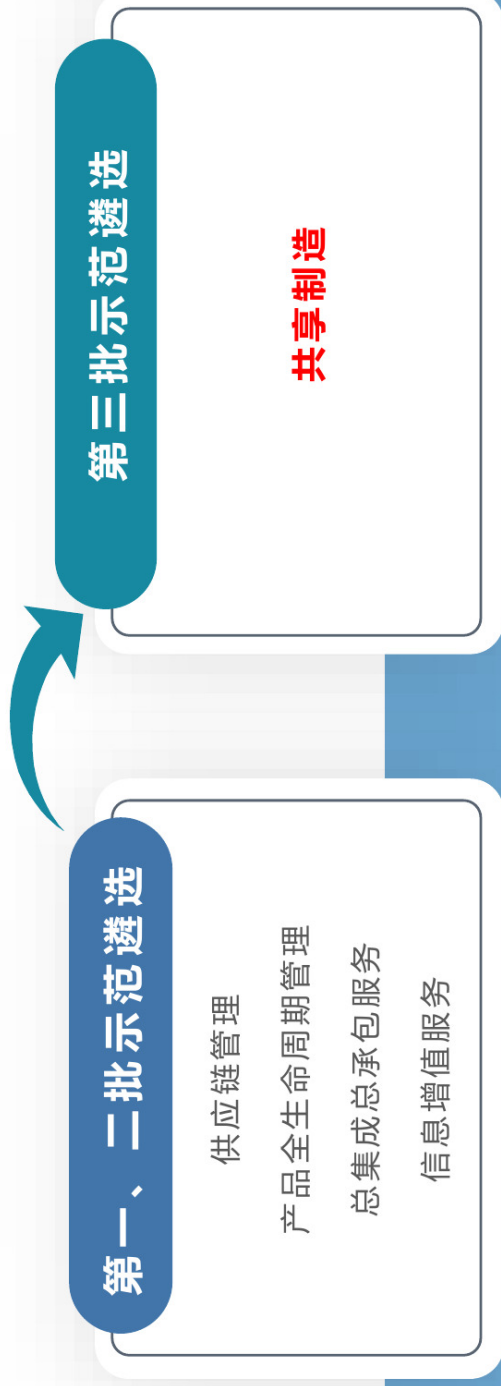 第一、二批示范遴选
供应链管理
产品全生命周期管理
总集成总承包服务
信息增值服务
第三批示范遴选
共享制造